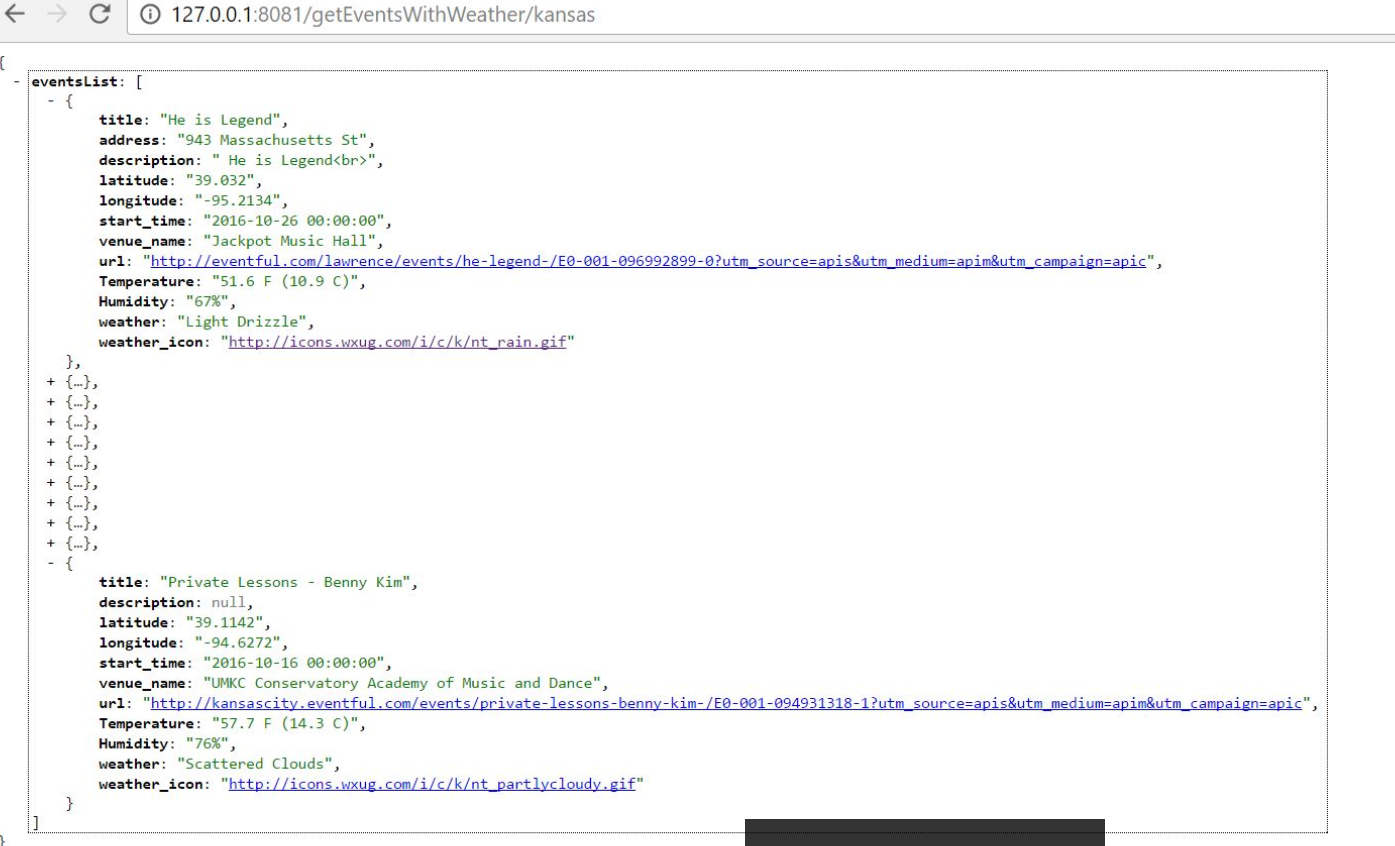 127.0.0.1:8081/getEventsWithWeather/kansas
{
- eventsList: [
- {
title: "He is Legend",
address: "943 Massachusetts St",
description: " He is Legend<br>",
latitude: "39.032",
longitude: "-95.2134",
start_time: "2016-10-26 00:00:00",
venue_name: "Jackpot Music Hall",
url: "http://eventful.com/lawrence/events/he-legend-/E0-001-096992899-0?utm_source=apis&utm_medium=apim&utm_campaign=apic",
Temperature: "51.6 F (10.9 C)",
Humidity: "67%",
weather: "Light Drizzle",
weather_icon: "http://icons.wxug.com/i/c/k/nt_rain.gif"
},
+ {…},
+ {…},
+ {…},
+ {…},
+ {…},
+ {…},
+ {…},
+ {…},
+ {…},
- {
title: "Private Lessons - Benny Kim",
description: null,
latitude: "39.1142",
longitude: "-94.6272",
start_time: "2016-10-16 00:00:00",
venue_name: "UMKC Conservatory Academy of Music and Dance",
url: "http://kansascity.eventful.com/events/private-lessons-benny-kim-/E0-001-094931318-1?utm_source=apis&utm_medium=apim&utm_campaign=apic",
Temperature: "57.7 F (14.3 C)",
Humidity: "76%",
weather: "Scattered Clouds",
weather_icon: "http://icons.wxug.com/i/c/k/nt_partlycloudy.gif"
}
]
}